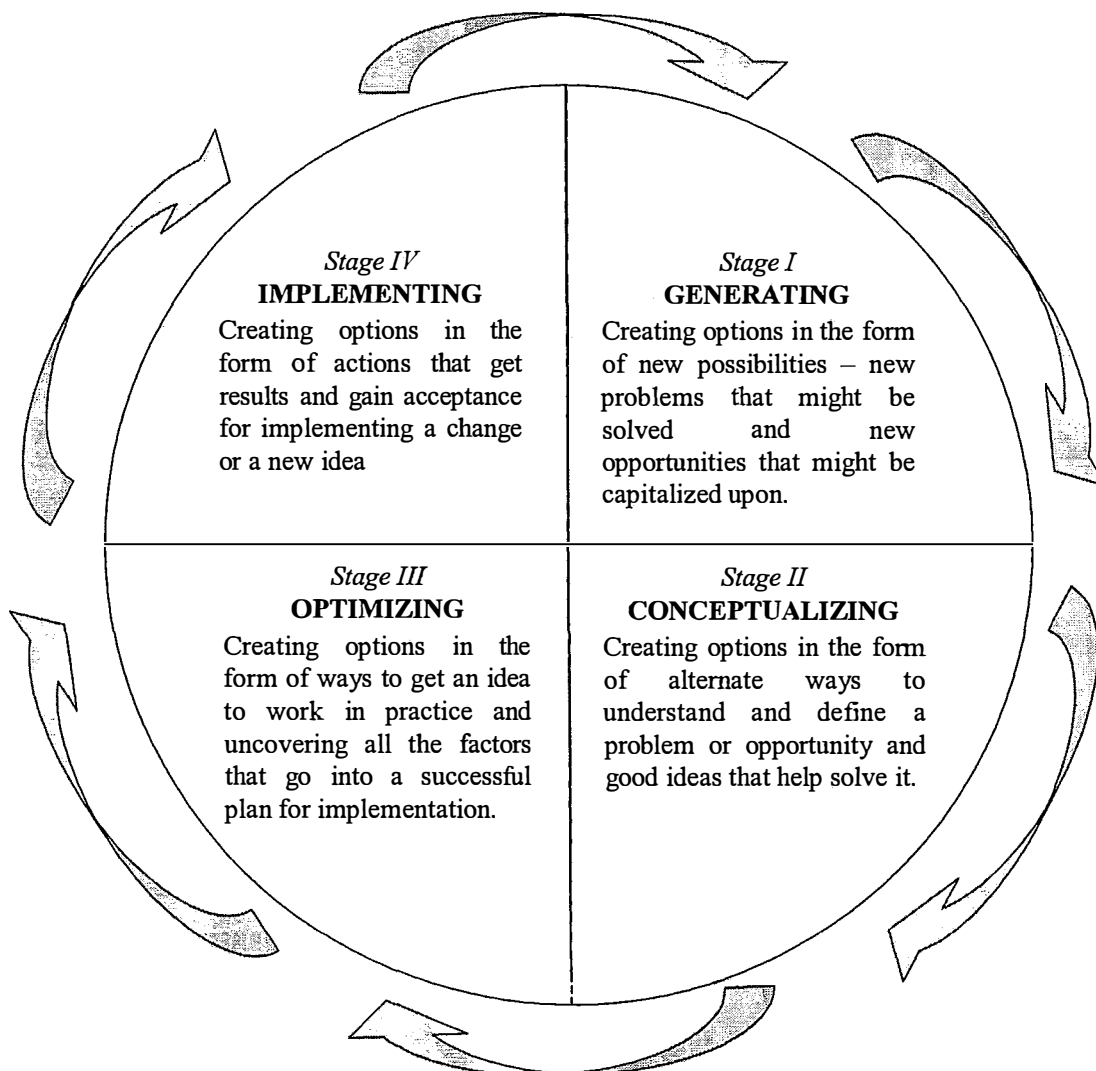 Stage IV
IMPLEMENTING
Creating options in the
form of actions that get
results and gain acceptance
for implementing a change
or a new idea
Stage I
GENERATING
Creating options in the form
of new possibilities – new
problems that might be
solved and new
opportunities that might be
capitalized upon.
Stage III
OPTIMIZING
Creating options in the
form of ways to get an idea
to work in practice and
uncovering all the factors
that go into a successful
plan for implementation.
Stage II
CONCEPTUALIZING
Creating options in the form
of alternate ways to
understand and define a
problem or opportunity and
good ideas that help solve it.